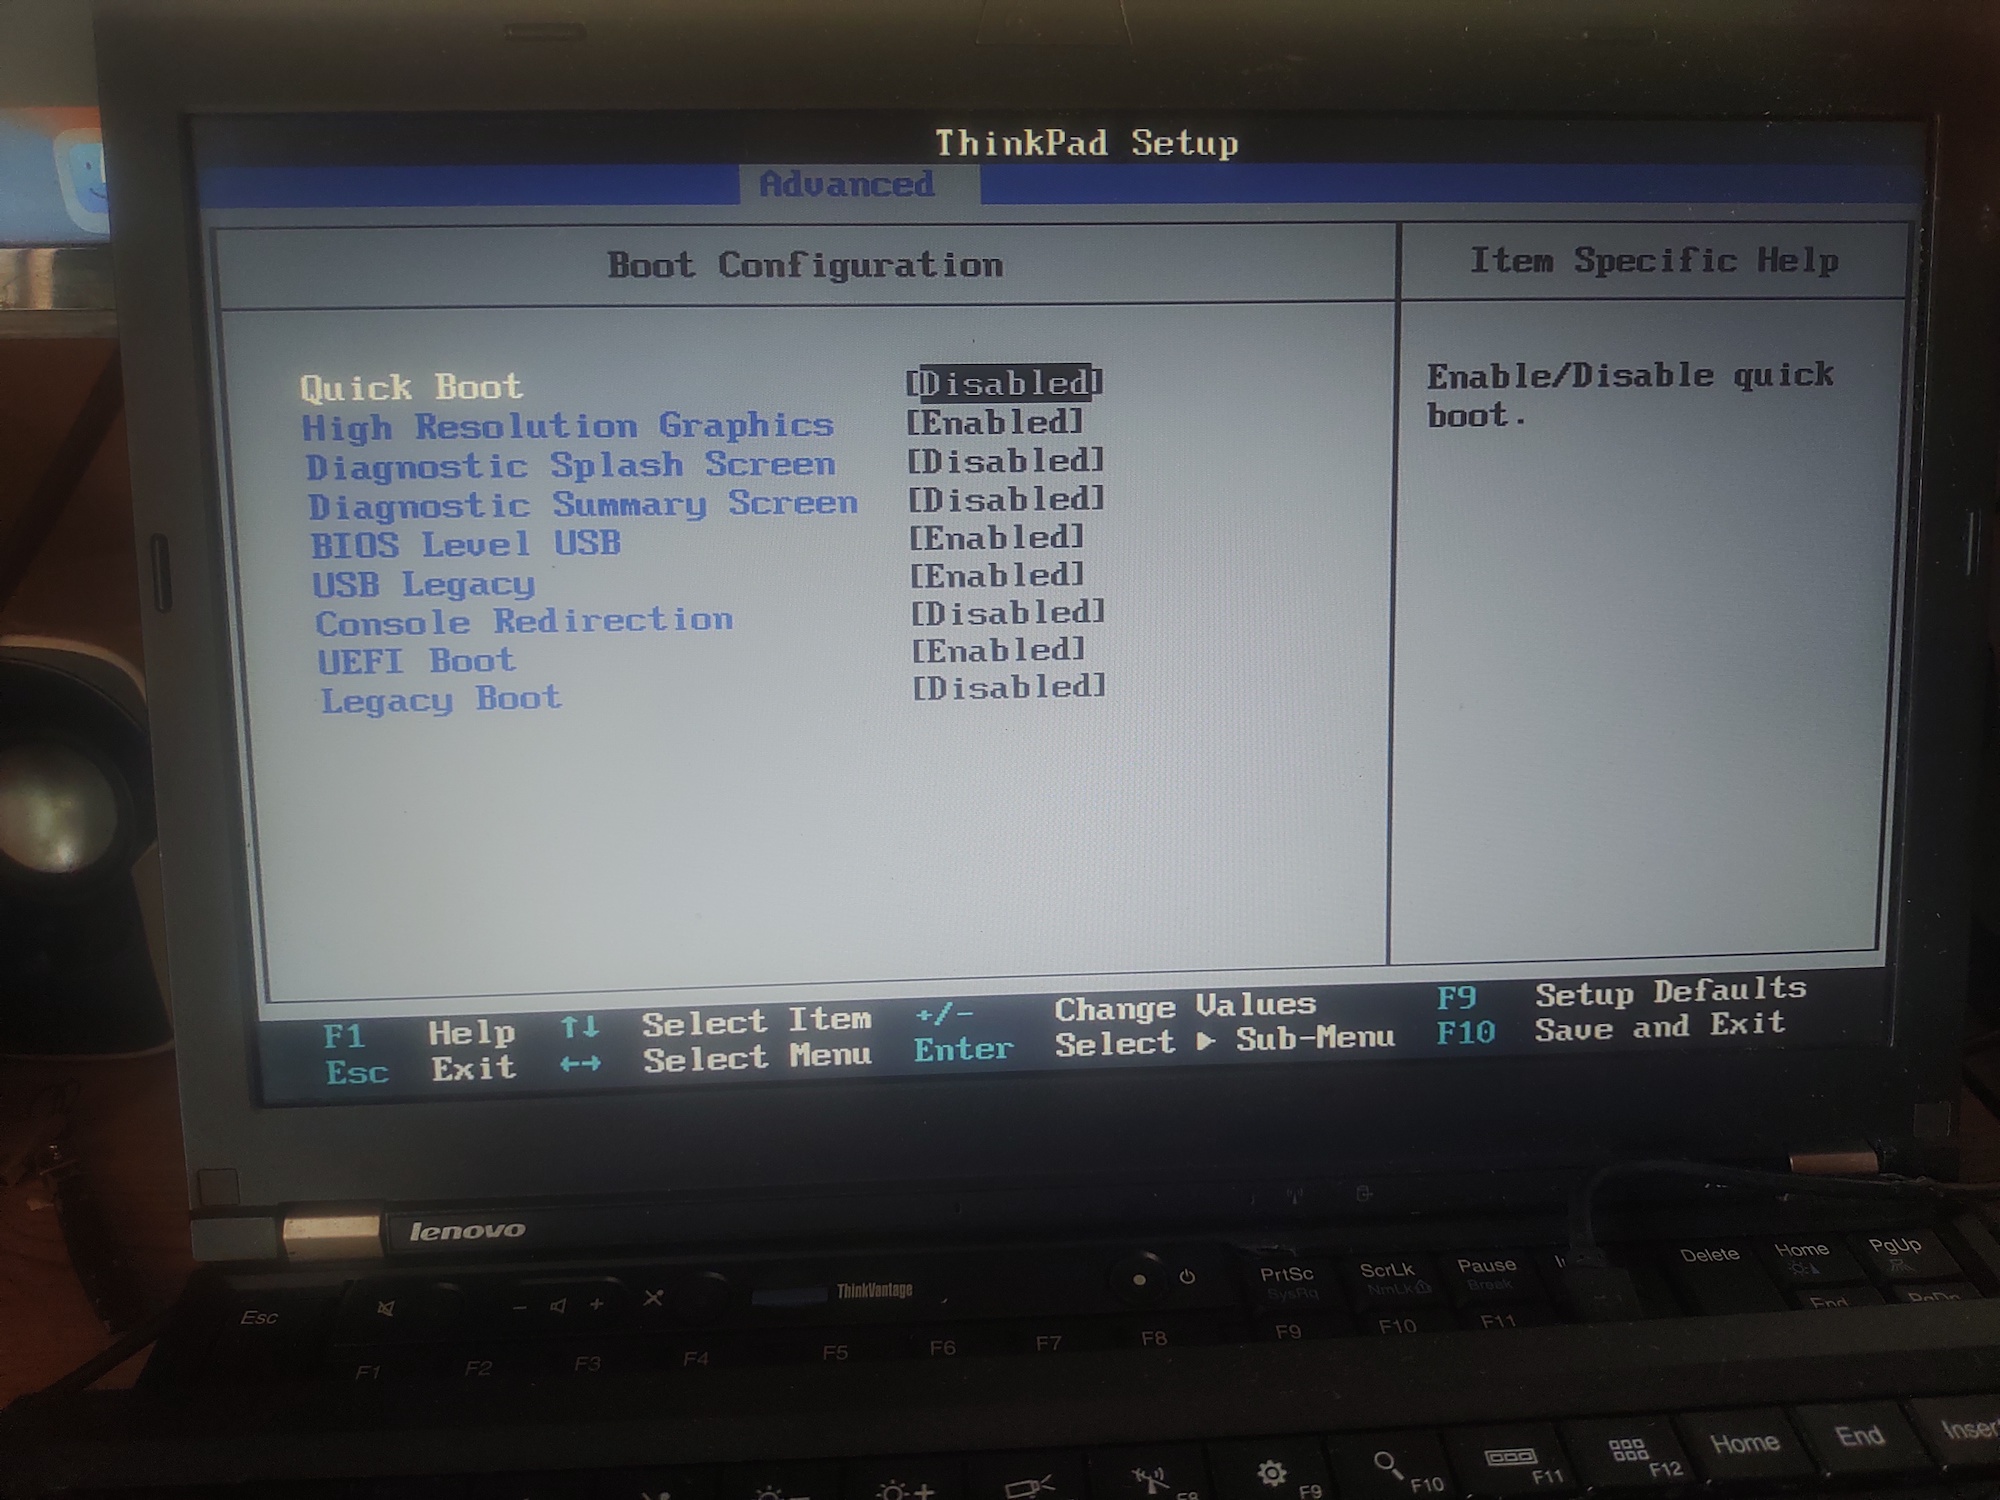 ThinkPad Setup
Advanced
Boot Configuration
Item Specific Help
Quick Boot [Disabled]
High Resolution Graphics [Enabled]
Diagnostic Splash Screen [Disabled]
Diagnostic Summary Screen [Disabled]
BIOS Level USB [Enabled]
USB Legacy [Enabled]
Console Redirection [Disabled]
UEFI Boot [Enabled]
Legacy Boot [Disabled]
Enable/Disable quick
boot.
F1 Help ↑↓ Select Item +/- Change Values F9 Setup Defaults
Esc Exit ←→ Select Menu Enter Select ▶ Sub-Menu F10 Save and Exit
lenovo
ThinkVantage
Esc
PrtSc
SysRq
ScrLk
NmLk
Pause
Break
Delete
Home
PgUp
End
PgDn
F1 F2 F3 F4 F5 F6 F7 F8 F9 F10 F11
F8 F9 F10 F11 F12 Home End Insert